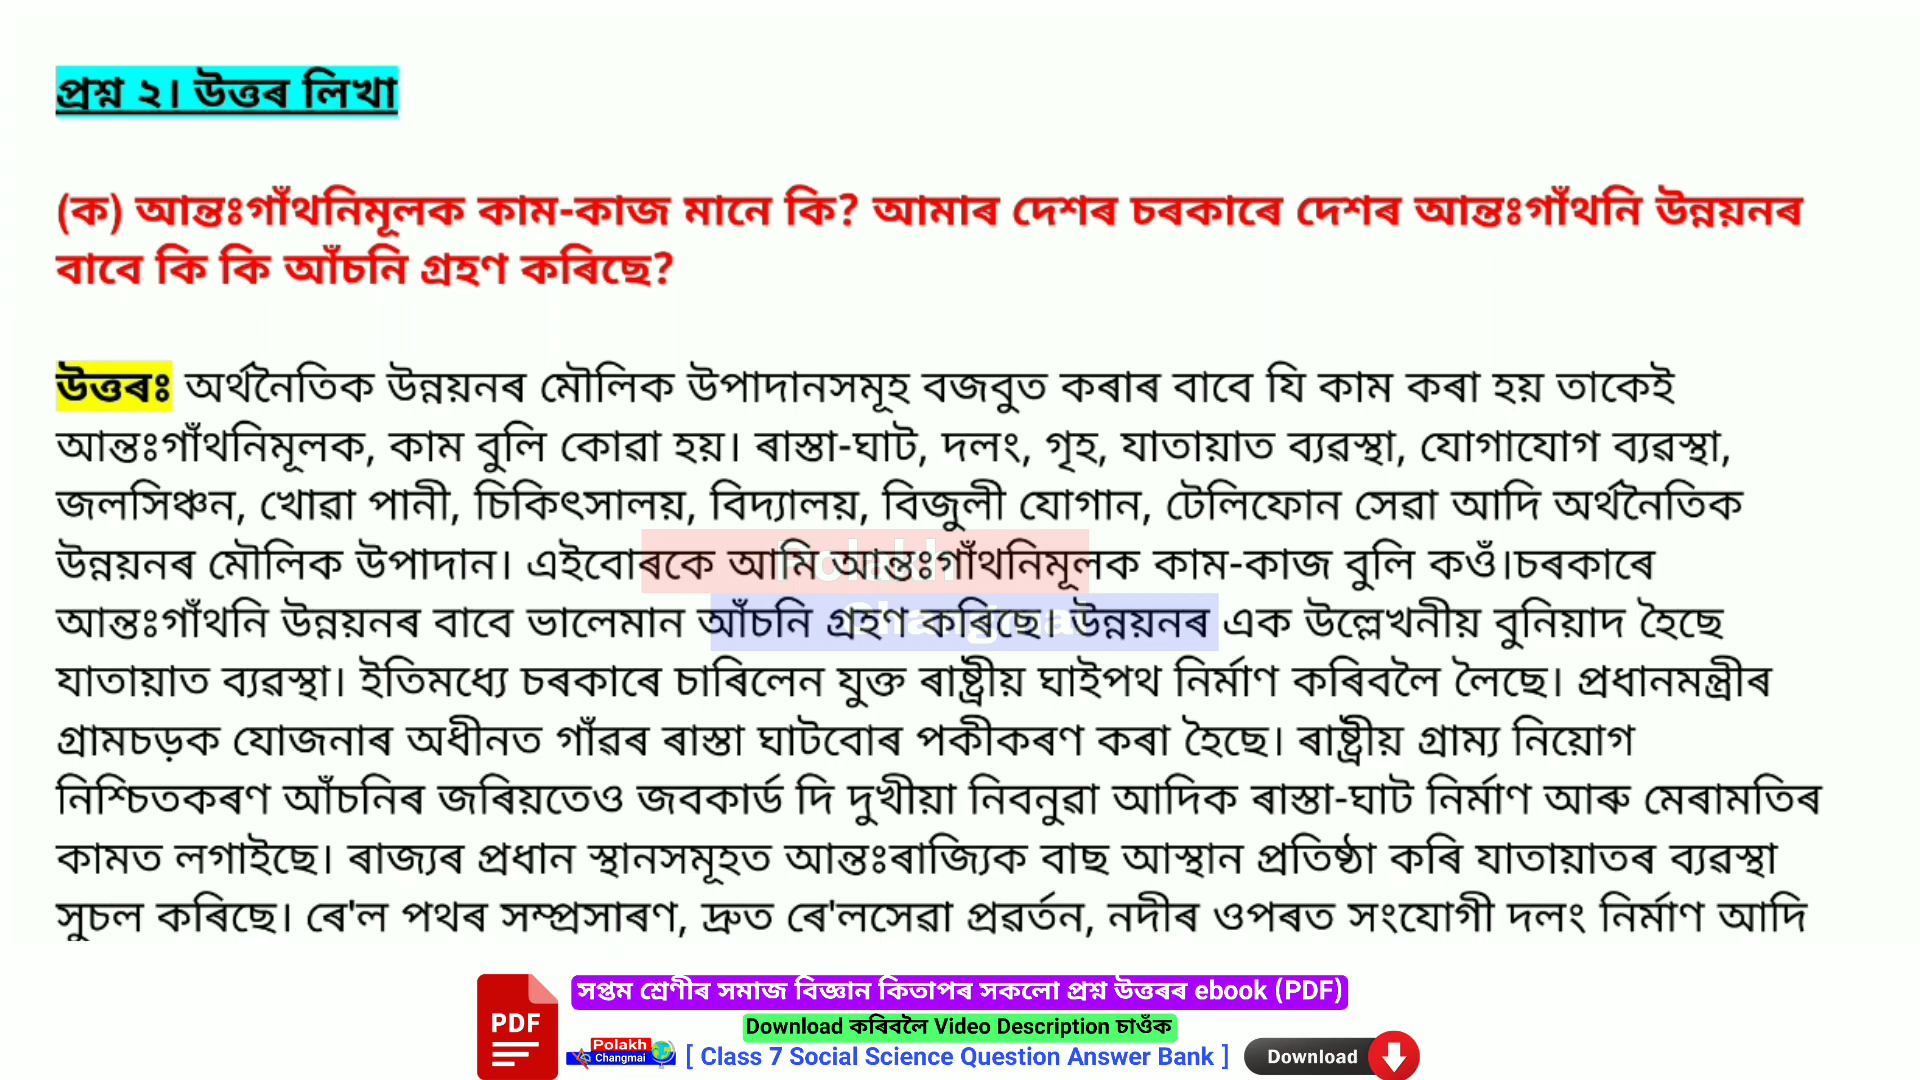 প্ৰশ্ন ২। উত্তৰ লিখা
(ক) আন্তঃগাঁথনিমূলক কাম-কাজ মানে কি? আমাৰ দেশৰ চৰকাৰে দেশৰ আন্তঃগাঁথনি উন্নয়নৰ
বাবে কি কি আঁচনি গ্ৰহণ কৰিছে?
উত্তৰঃ অৰ্থনৈতিক উন্নয়নৰ মৌলিক উপাদানসমূহ বজবুত কৰাৰ বাবে যি কাম কৰা হয় তাকেই
আন্তঃগাঁথনিমূলক, কাম বুলি কোৱা হয়। ৰাস্তা-ঘাট, দলং, গৃহ, যাতায়াত ব্যৱস্থা, যোগাযোগ ব্যৱস্থা,
জলসিঞ্চন, খোৱা পানী, চিকিৎসালয়, বিদ্যালয়, বিজুলী যোগান, টেলিফোন সেৱা আদি অৰ্থনৈতিক
উন্নয়নৰ মৌলিক উপাদান। এইবোৰকে আমি আন্তঃগাঁথনিমূলক কাম-কাজ বুলি কওঁ।চৰকাৰে
আন্তঃগাঁথনি উন্নয়নৰ বাবে ভালেমান আঁচনি গ্ৰহণ কৰিছে। উন্নয়নৰ এক উল্লেখনীয় বুনিয়াদ হৈছে
যাতায়াত ব্যৱস্থা। ইতিমধ্যে চৰকাৰে চাৰিলেন যুক্ত ৰাষ্ট্ৰীয় ঘাইপথ নিৰ্মাণ কৰিবলৈ লৈছে। প্ৰধানমন্ত্ৰীৰ
গ্ৰামচড়ক যোজনাৰ অধীনত গাঁৱৰ ৰাস্তা ঘাটবোৰ পকীকৰণ কৰা হৈছে। ৰাষ্ট্ৰীয় গ্ৰাম্য নিয়োগ
নিশ্চিতকৰণ আঁচনিৰ জৰিয়তেও জবকাৰ্ড দি দুখীয়া নিবনুৱা আদিক ৰাস্তা-ঘাট নিৰ্মাণ আৰু মেৰামতিৰ
কামত লগাইছে। ৰাজ্যৰ প্ৰধান স্থানসমূহত আন্তঃৰাজ্যিক বাছ আস্থান প্ৰতিষ্ঠা কৰি যাতায়াতৰ ব্যৱস্থা
সুচল কৰিছে। ৰে'ল পথৰ সম্প্ৰসাৰণ, দ্ৰুত ৰে'লসেৱা প্ৰৱৰ্তন, নদীৰ ওপৰত সংযোগী দলং নিৰ্মাণ আদি
Polakh
Changmai
সপ্তম শ্ৰেণীৰ সমাজ বিজ্ঞান কিতাপৰ সকলো প্ৰশ্ন উত্তৰৰ ebook (PDF)
PDF
Download কৰিবলৈ Video Description চাওঁক
Polakh
Changmai
[ Class 7 Social Science Question Answer Bank ]
Download